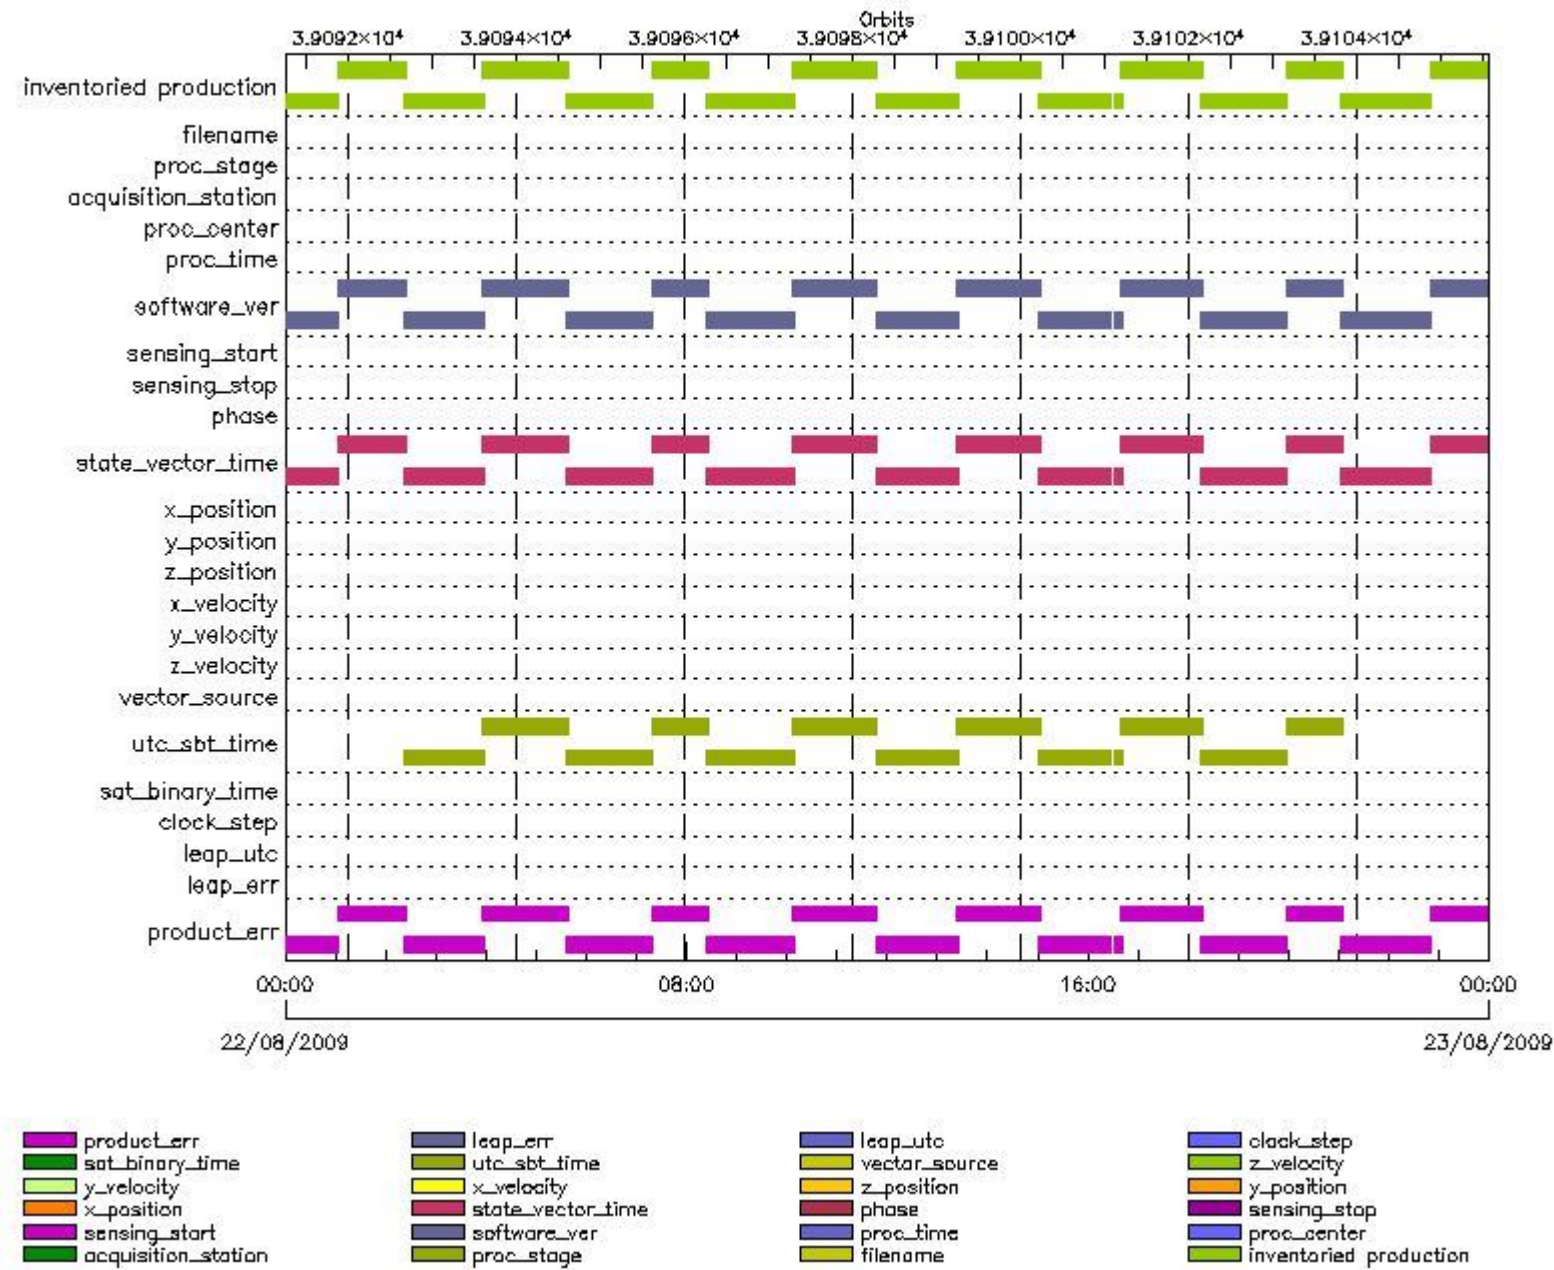 Orbits
3.9092×10⁴ 3.9094×10⁴ 3.9096×10⁴ 3.9098×10⁴ 3.9100×10⁴ 3.9102×10⁴ 3.9104×10⁴
inventoried production
filename
proc_stage
acquisition_station
proc_center
proc_time
software_ver
sensing_start
sensing_stop
phase
state_vector_time
x_position
y_position
z_position
x_velocity
y_velocity
z_velocity
vector_source
utc_sbt_time
sat_binary_time
clock_step
leap_utc
leap_err
product_err
00:00 08:00 16:00 00:00
22/08/2009 23/08/2009
product_err leap_err leap_utc clock_step
sat_binary_time utc_sbt_time vector_source z_velocity
y_velocity x_velocity z_position y_position
x_position state_vector_time phase sensing_stop
sensing_start software_ver proc_time proc_center
acquisition_station proc_stage filename inventoried production